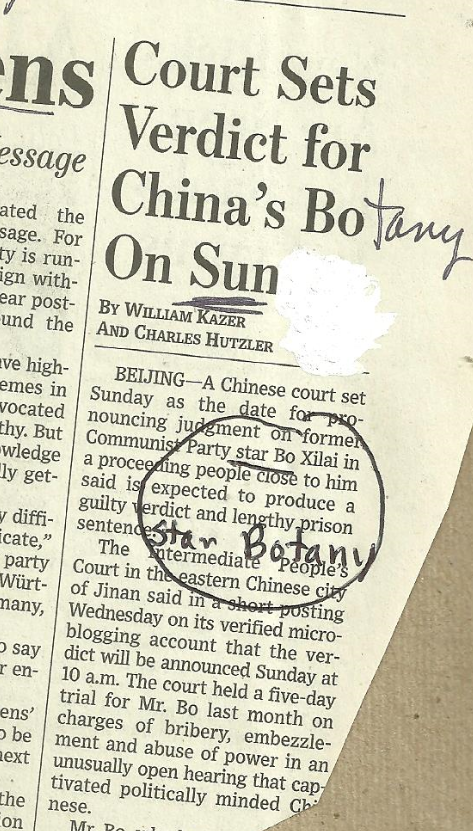 ens
essage
ated the
sage. For
ty is run-
ign with-
ear post-
und the
ve high-
emes in
vocated
thy. But
wledge
lly get-
y diffi-
icate,”
party
Würt-
many,
o say
r en-
ens’
o be
next
the
ion
Court Sets
Verdict for
China’s Botany
On Sun
BY WILLIAM KAZER
AND CHARLES HUTZLER
BEIJING—A Chinese court set
Sunday as the date for pro-
nouncing judgment on former
Communist Party star Bo Xilai in
a proceeding people close to him
said is expected to produce a
guilty verdict and lengthy prison
sentence.
Star Botany
The Intermediate People’s
Court in the eastern Chinese city
of Jinan said in a short posting
Wednesday on its verified micro-
blogging account that the ver-
dict will be announced Sunday at
10 a.m. The court held a five-day
trial for Mr. Bo last month on
charges of bribery, embezzle-
ment and abuse of power in an
unusually open hearing that cap-
tivated politically minded Chi-
nese.
Mr. Bo